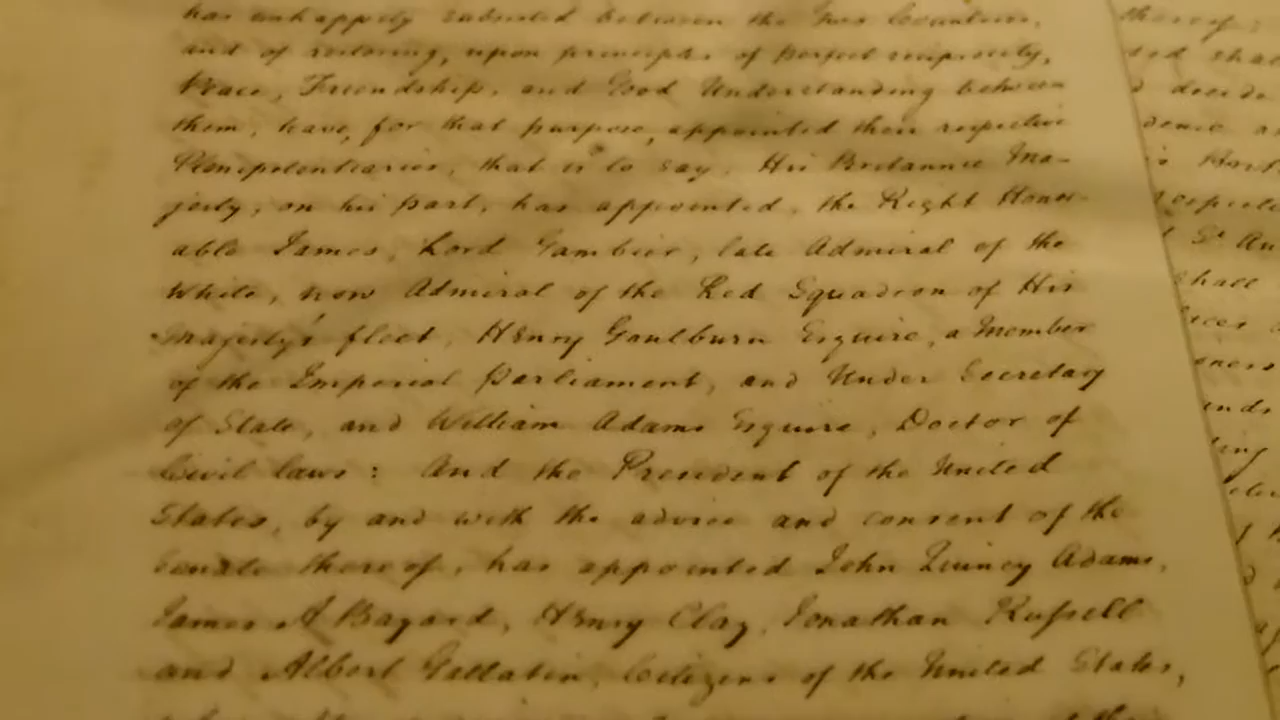 has unhappily subsisted between the two Countries,
and of restoring, upon principles of perfect reciprocity,
Peace, Friendship, and Good Understanding between
them, have, for that purpose, appointed their respective
Plenipotentiaries, that is to say, His Britannic Ma-
jesty, on his part, has appointed, the Right Honor-
able James, Lord Gambier, late Admiral of the
White, now Admiral of the Red Squadron of His
Majesty's fleet, Henry Goulburn Esquire, a Member
of the Imperial Parliament, and Under Secretary
of State, and William Adams Esquire, Doctor of
Civil laws: And the President of the United
States, by and with the advice and consent of the
Senate thereof, has appointed John Quincy Adams,
James A Bayard, Henry Clay, Jonathan Russell
and Albert Gallatin, Citizens of the United States,
thereof;
shall